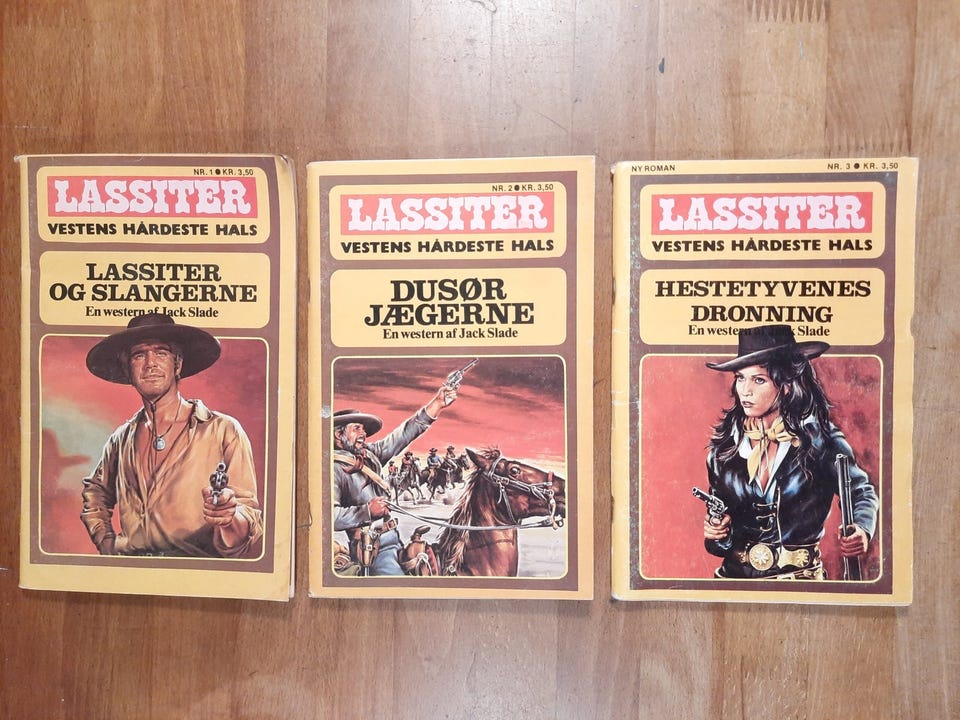 NR. 1 ● KR. 3,50
LASSITER
VESTENS HÅRDESTE HALS
LASSITER
OG SLANGERNE
En western af Jack Slade
NR. 2 ● KR. 3,50
LASSITER
VESTENS HÅRDESTE HALS
DUSØR
JÆGERNE
En western af Jack Slade
NY ROMAN
NR. 3 ● KR. 3,50
LASSITER
VESTENS HÅRDESTE HALS
HESTETYVENES
DRONNING
En western af Jack Slade